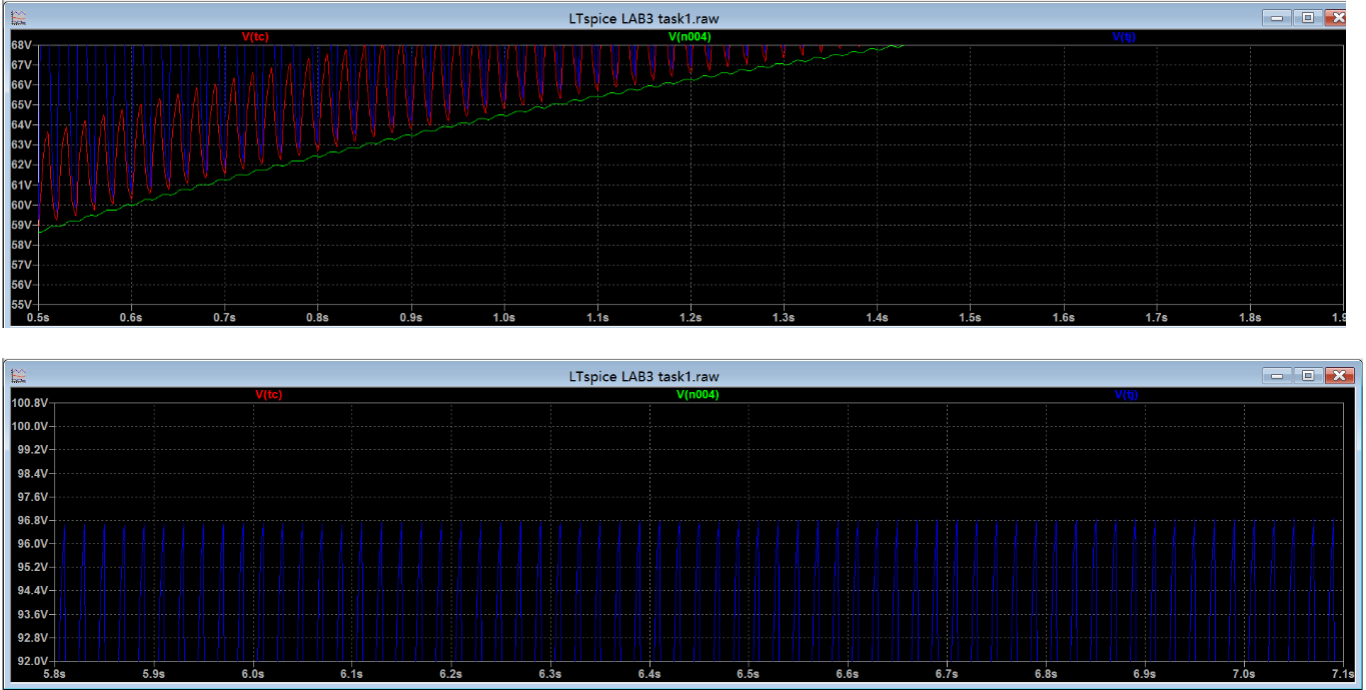 LTspice LAB3 task1.raw
V(tc) V(n004) V(tj)
68V
67V
66V
65V
64V
63V
62V
61V
60V
59V
58V
57V
56V
55V
0.5s 0.6s 0.7s 0.8s 0.9s 1.0s 1.1s 1.2s 1.3s 1.4s 1.5s 1.6s 1.7s 1.8s 1.9
LTspice LAB3 task1.raw
V(tc) V(n004) V(tj)
100.8V
100.0V
99.2V
98.4V
97.6V
96.8V
96.0V
95.2V
94.4V
93.6V
92.8V
92.0V
5.8s 5.9s 6.0s 6.1s 6.2s 6.3s 6.4s 6.5s 6.6s 6.7s 6.8s 6.9s 7.0s 7.1s